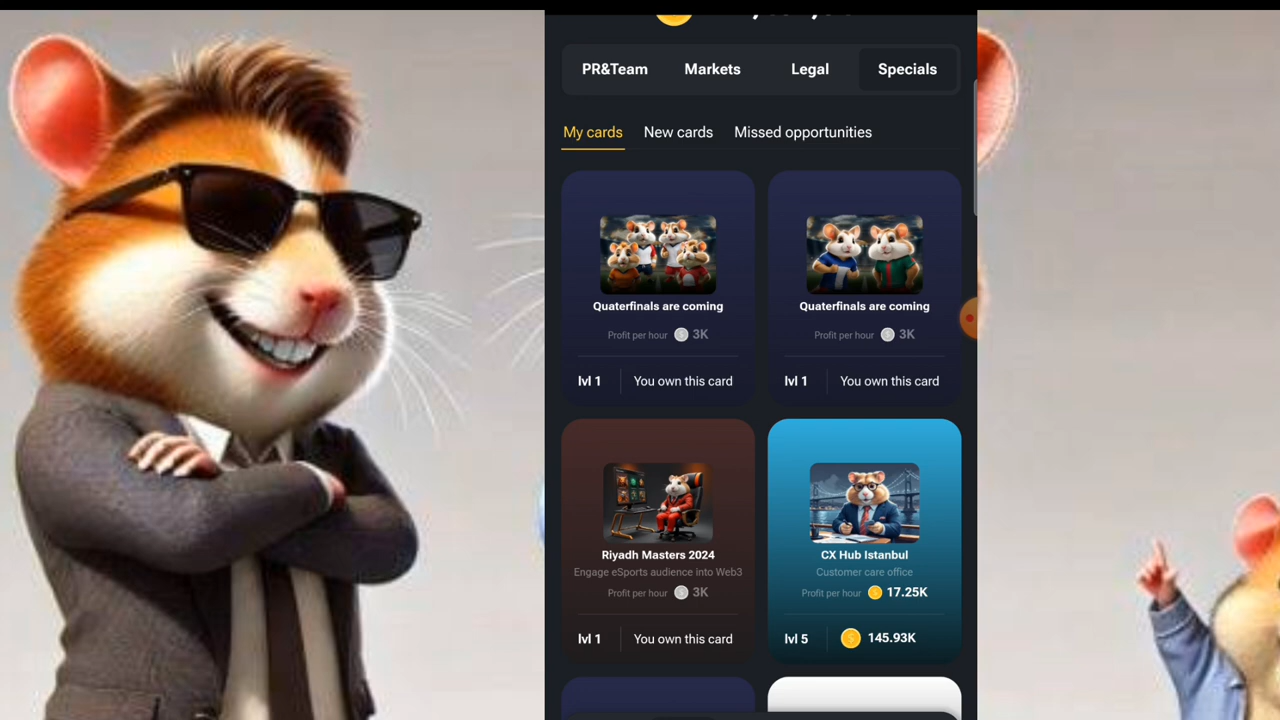 PR&Team Markets Legal Specials
My cards New cards Missed opportunities
Quaterfinals are coming
Profit per hour 3K
lvl 1 You own this card
Quaterfinals are coming
Profit per hour 3K
lvl 1 You own this card
Riyadh Masters 2024
Engage eSports audience into Web3
Profit per hour 3K
lvl 1 You own this card
CX Hub Istanbul
Customer care office
Profit per hour 17.25K
lvl 5 145.93K